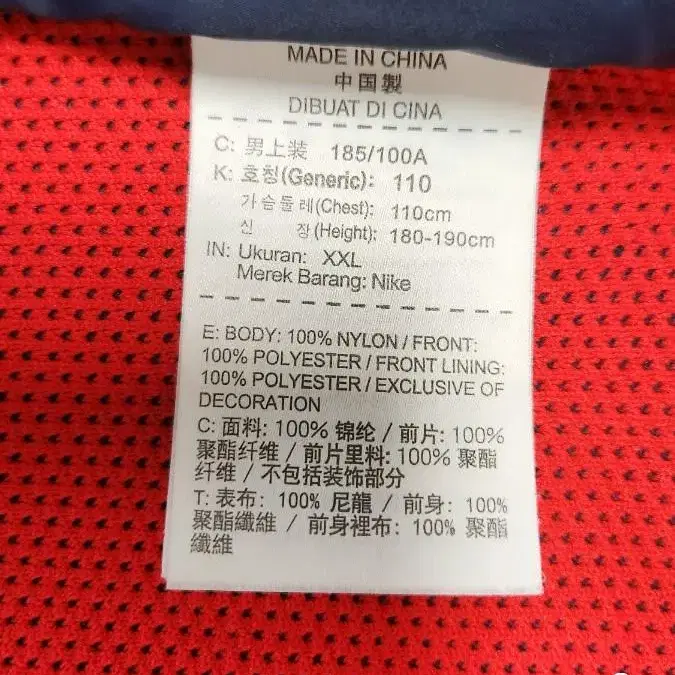 MADE IN CHINA
中国製
DIBUAT DI CINA
C: 男上装 185/100A
K: 호칭(Generic): 110
가슴둘레(Chest): 110cm
신 장(Height): 180-190cm
IN: Ukuran: XXL
Merek Barang: Nike
E: BODY: 100% NYLON / FRONT:
100% POLYESTER / FRONT LINING:
100% POLYESTER / EXCLUSIVE OF
DECORATION
C: 面料: 100% 锦纶 / 前片: 100%
聚酯纤维 / 前片里料: 100% 聚酯
纤维 / 不包括装饰部分
T: 表布: 100% 尼龍 / 前身: 100%
聚酯纖維 / 前身裡布: 100% 聚酯
纖維